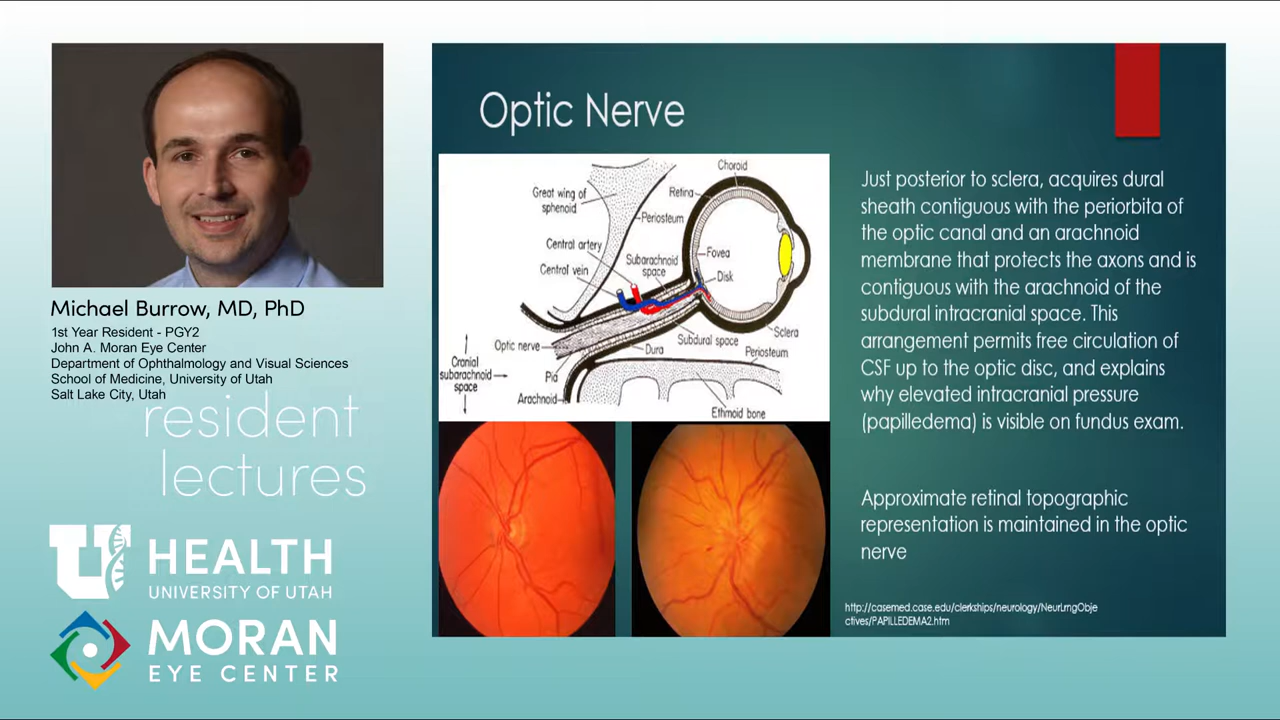 Michael Burrow, MD, PhD
1st Year Resident - PGY2
John A. Moran Eye Center
Department of Ophthalmology and Visual Sciences
School of Medicine, University of Utah
Salt Lake City, Utah
resident
lectures
U
HEALTH
UNIVERSITY OF UTAH
MORAN
EYE CENTER
Optic Nerve
Choroid
Great wing of
sphenoid
Retina
Periosteum
Central artery
Central vein
Subarachnoid
space
Fovea
Disk
Optic nerve
Subdural space
Sclera
Dura
Periosteum
Cranial
subarachnoid
space
Pia
Arachnoid
Ethmoid bone
Just posterior to sclera, acquires dural
sheath contiguous with the periorbita of
the optic canal and an arachnoid
membrane that protects the axons and is
contiguous with the arachnoid of the
subdural intracranial space. This
arrangement permits free circulation of
CSF up to the optic disc, and explains
why elevated intracranial pressure
(papilledema) is visible on fundus exam.
Approximate retinal topographic
representation is maintained in the optic
nerve
http://casemed.case.edu/clerkships/neurology/NeurLrngObje
ctives/PAPILLEDEMA2.htm